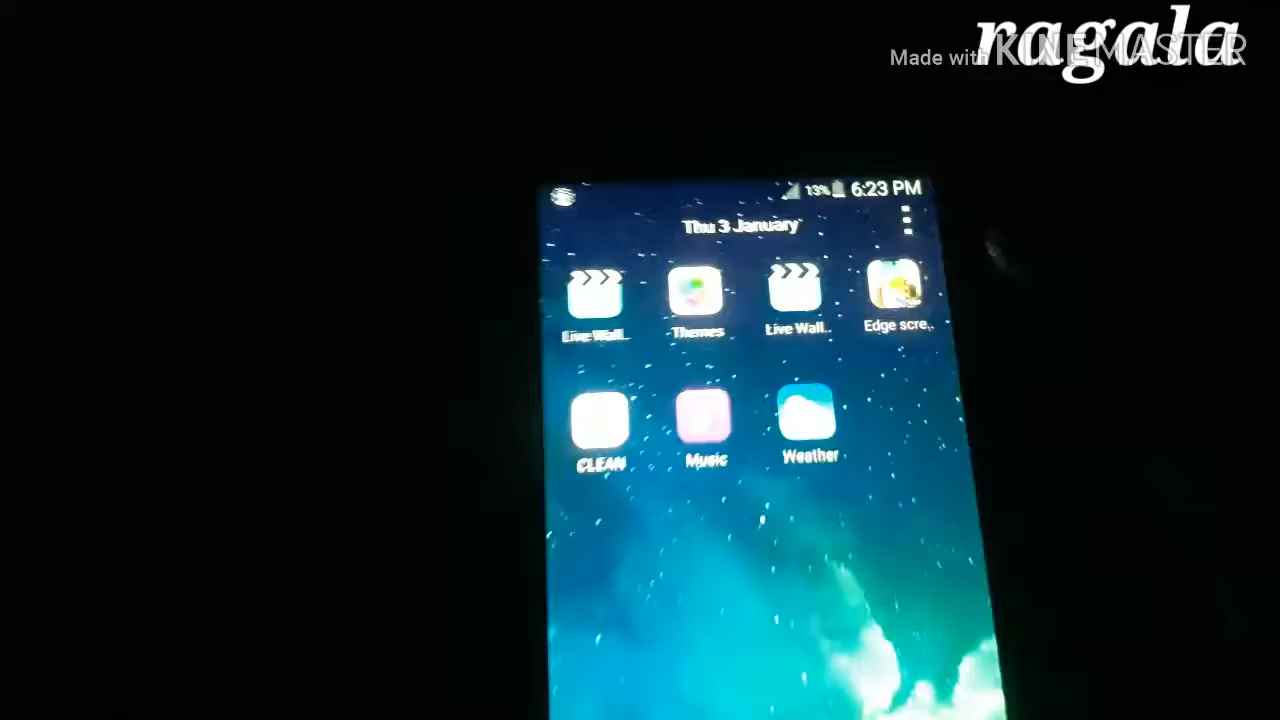 ragala
Made with KINEMASTER
13% 6:23 PM
Thu 3 January
Live Wall.. Themes Live Wall.. Edge scre..
CLEAN Music Weather